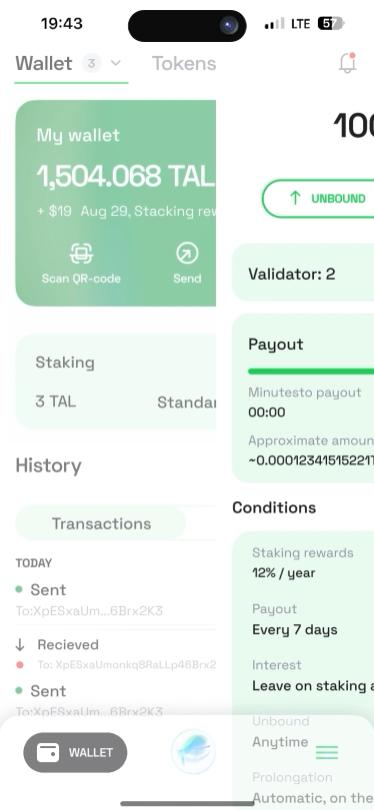 19:43
LTE 57
Wallet 3
Tokens
My wallet
1,504.068 TAL
+ $19 Aug 29, Stacking rew
Scan QR-code
Send
Staking
3 TAL
Standar
History
Transactions
TODAY
Sent
To:XpESxaUm...6Brx2K3
Recieved
To: XpESxaUmonkq8RaLLp46Brx2
Sent
To:XpESxaUm...6Brx2K3
WALLET
100
UNBOUND
Validator: 2
Payout
Minutesto payout
00:00
Approximate amoun
~0.00012341515221T
Conditions
Staking rewards
12% / year
Payout
Every 7 days
Interest
Leave on staking a
Unbound
Anytime
Prolongation
Automatic, on the